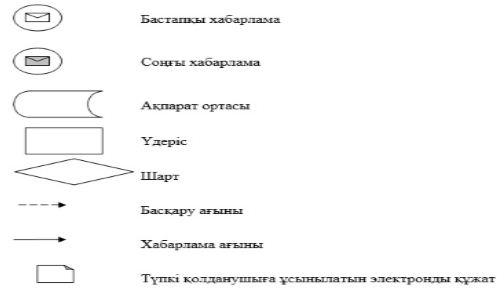 Бастапқы хабарлама
Соңғы хабарлама
Ақпарат ортасы
Үдеріс
Шарт
Басқару ағыны
Хабарлама ағыны
Түпкі қолданушыға ұсынылатын электронды құжат